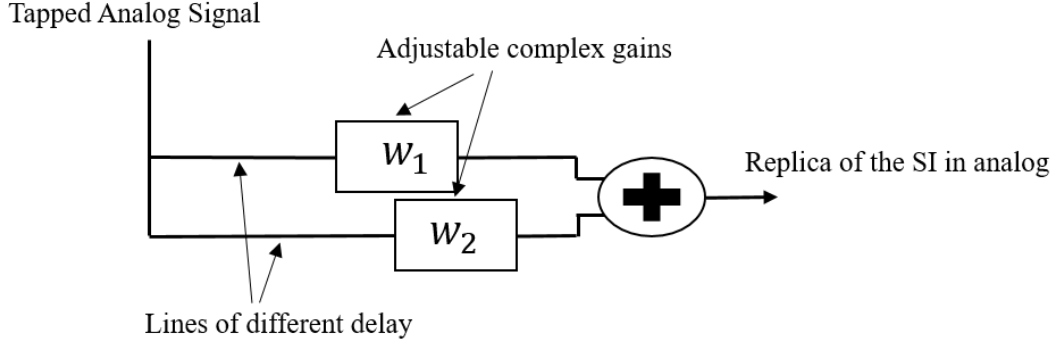 Tapped Analog Signal
Adjustable complex gains
w₁
Replica of the SI in analog
w₂
Lines of different delay